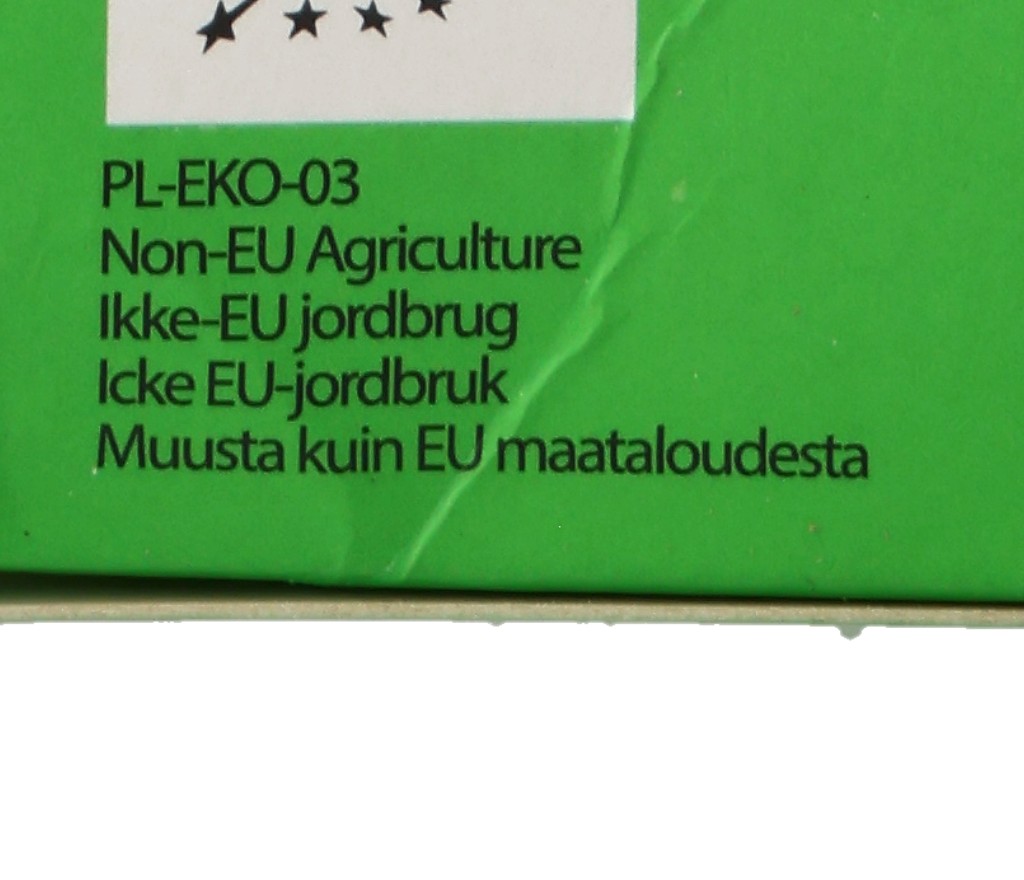 PL-EKO-03
Non-EU Agriculture
Ikke-EU jordbrug
Icke EU-jordbruk
Muusta kuin EU maataloudesta